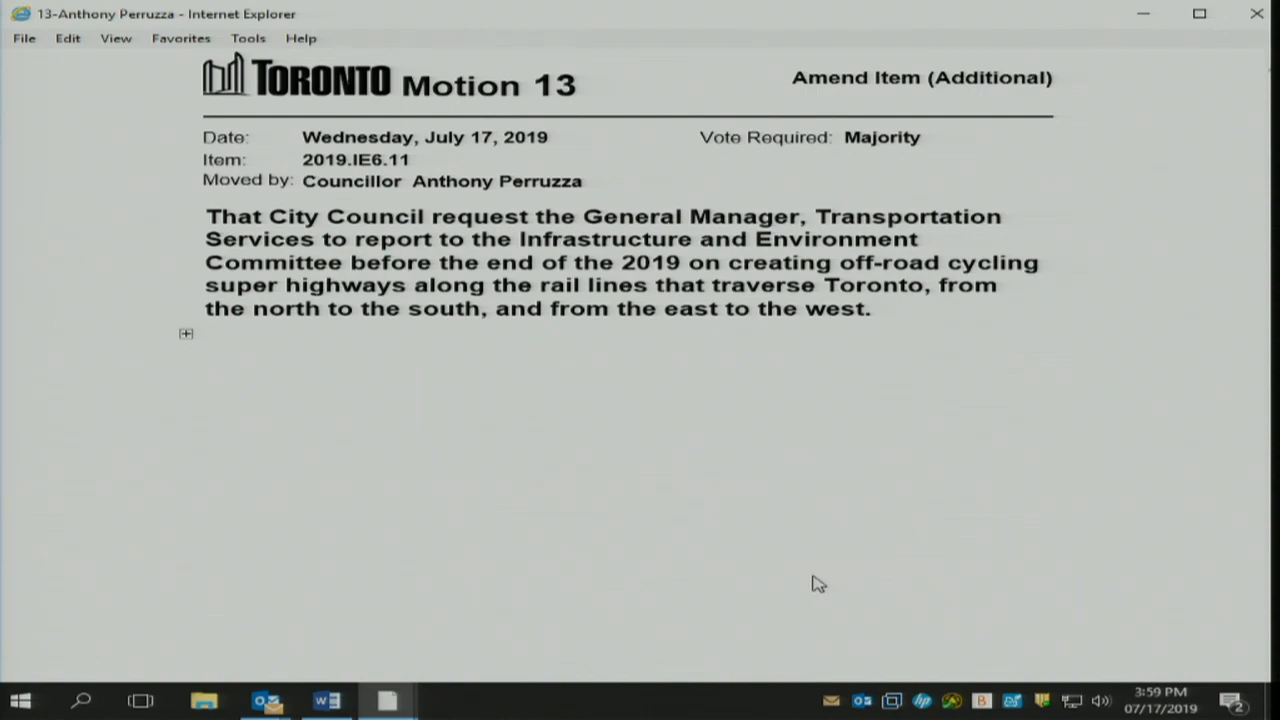 13-Anthony Perruzza - Internet Explorer
File Edit View Favorites Tools Help
TORONTO Motion 13
Amend Item (Additional)
Date: Wednesday, July 17, 2019
Vote Required: Majority
Item: 2019.IE6.11
Moved by: Councillor Anthony Perruzza
That City Council request the General Manager, Transportation
Services to report to the Infrastructure and Environment
Committee before the end of the 2019 on creating off-road cycling
super highways along the rail lines that traverse Toronto, from
the north to the south, and from the east to the west.
3:59 PM
07/17/2019
2